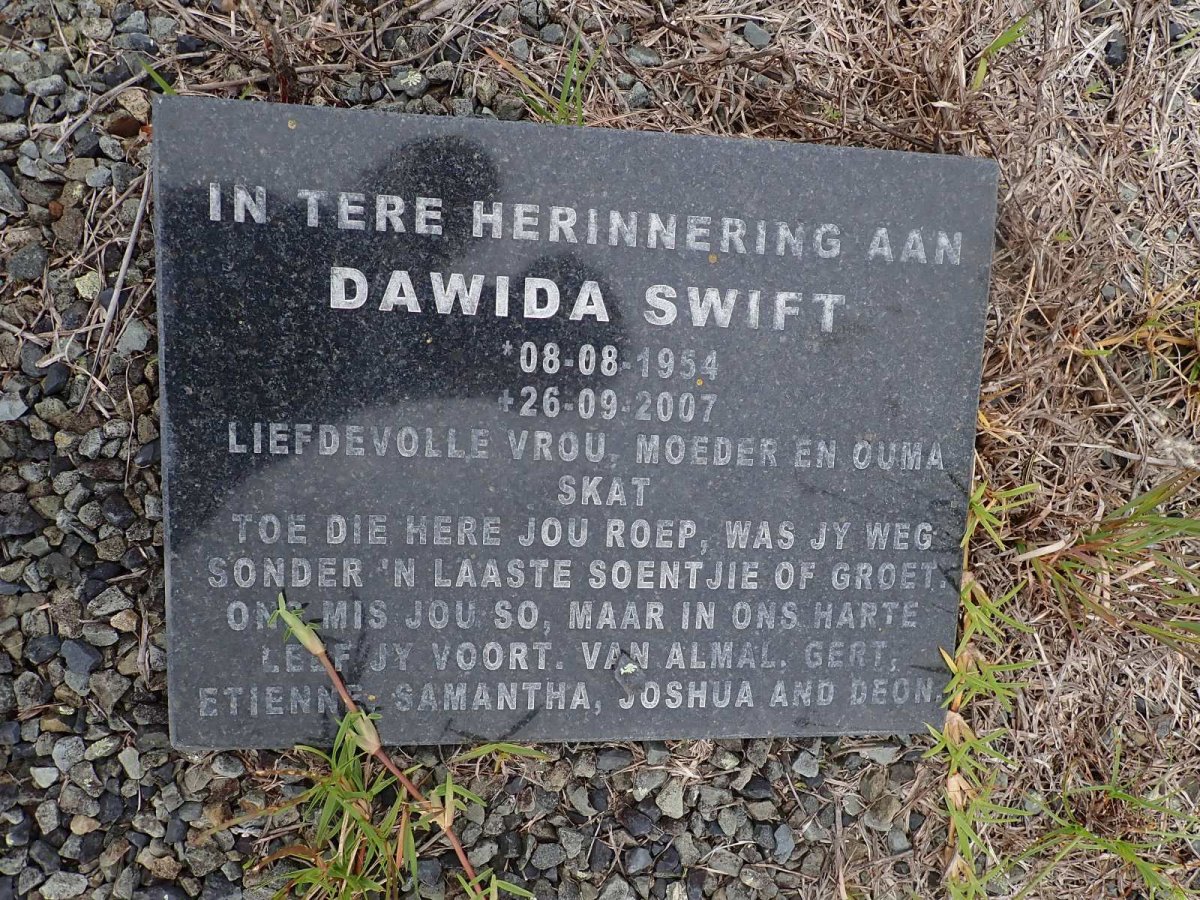 IN TERE HERINNERING AAN
DAWIDA SWIFT
*08-08-1954
+26-09-2007
LIEFDEVOLLE VROU, MOEDER EN OUMA
SKAT
TOE DIE HERE JOU ROEP, WAS JY WEG
SONDER 'N LAASTE SOENTJIE OF GROET.
ONS MIS JOU SO, MAAR IN ONS HARTE
LEEF JY VOORT. VAN ALMAL. GERT,
ETIENNE, SAMANTHA, JOSHUA AND DEON.